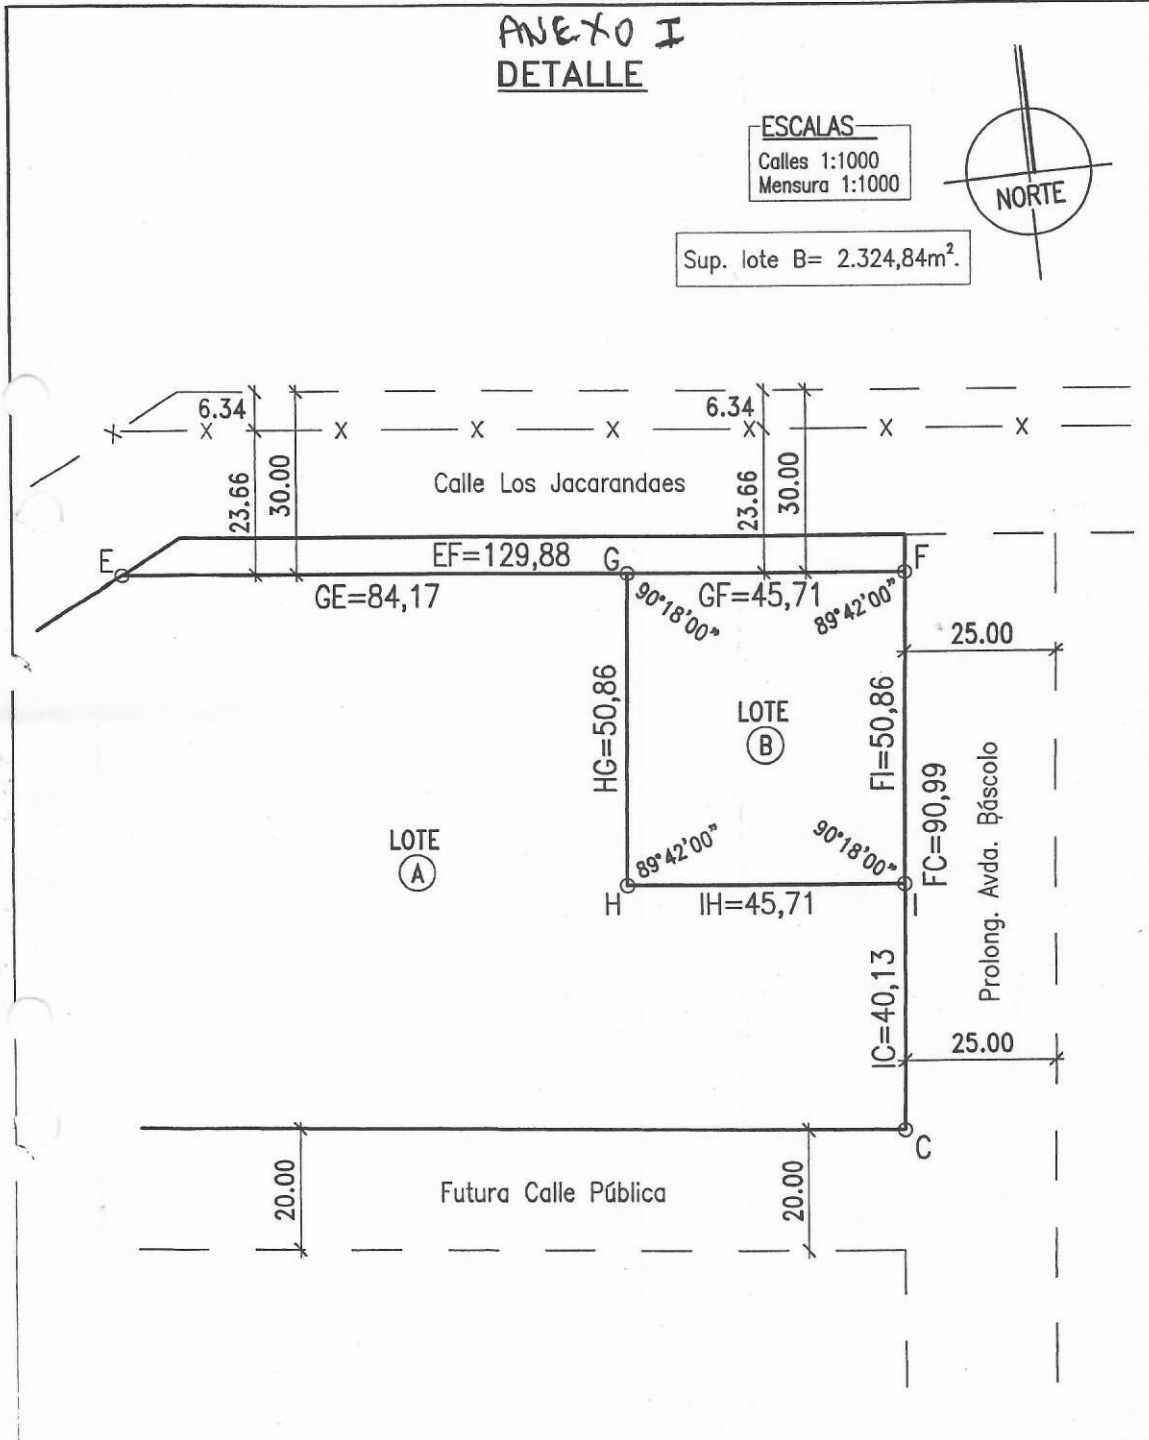 ANEXO I
DETALLE
ESCALAS
Calles 1:1000
Mensura 1:1000
NORTE
Sup. lote B= 2.324,84m².
6.34
6.34
X X X X X X X
23.66
30.00
Calle Los Jacarandaes
23.66
30.00
E
EF=129,88
G
F
GE=84,17
90°18'00"
GF=45,71
89°42'00"
25.00
HG=50,86
LOTE
B
FI=50,86
FC=90,99
Prolong. Avda. Báscolo
LOTE
A
89°42'00"
90°18'00"
H
IH=45,71
I
IC=40,13
25.00
C
20.00
Futura Calle Pública
20.00